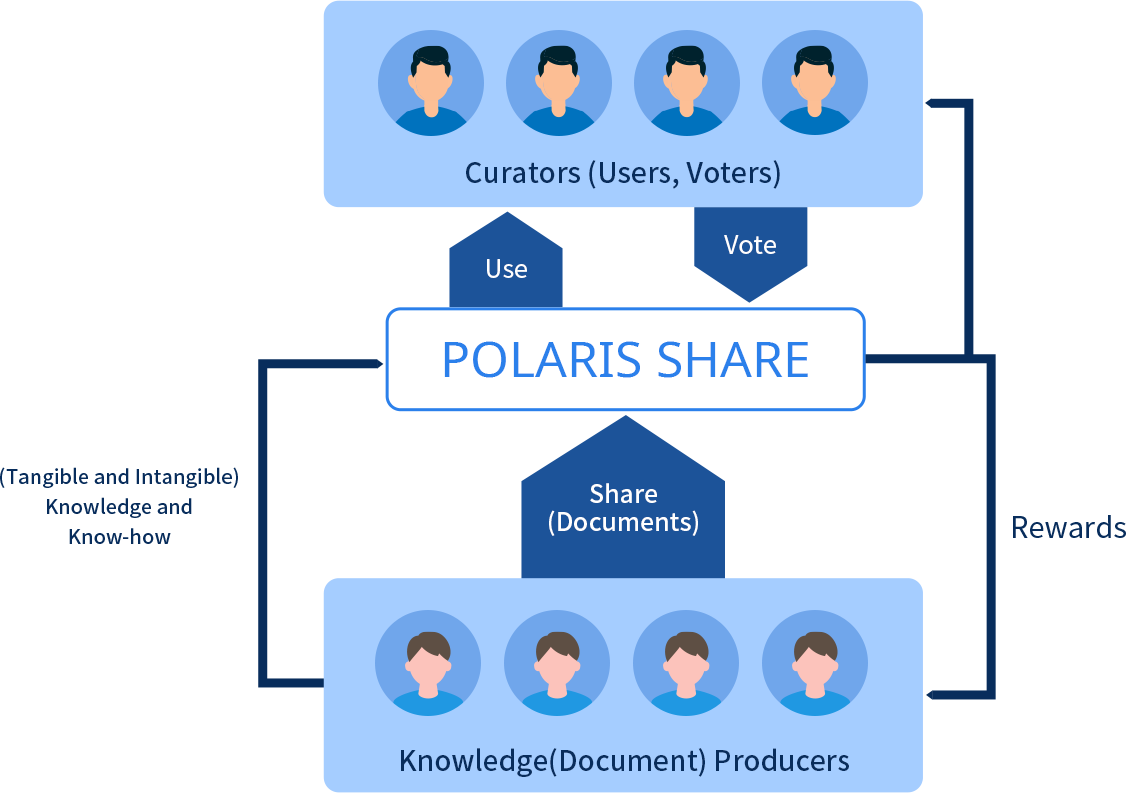 Curators (Users, Voters)
Use
Vote
POLARIS SHARE
(Tangible and Intangible)
Knowledge and
Know-how
Share
(Documents)
Rewards
Knowledge(Document) Producers